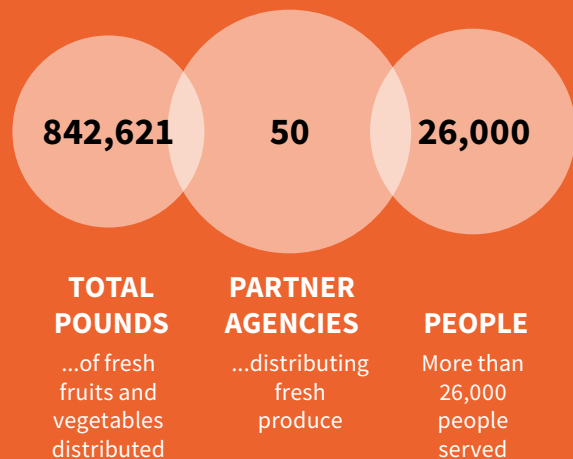 842,621
50
26,000
TOTAL
POUNDS
...of fresh
fruits and
vegetables
distributed
PARTNER
AGENCIES
...distributing
fresh
produce
PEOPLE
More than
26,000
people
served